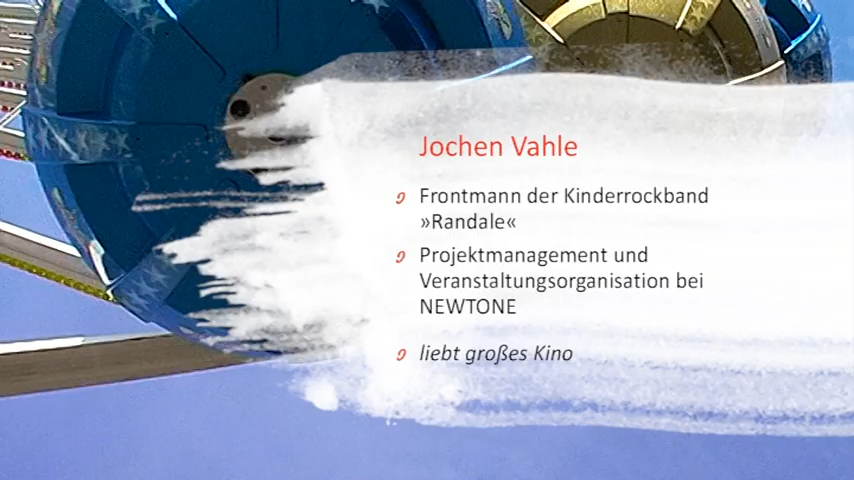 Jochen Vahle
Frontmann der Kinderrockband
»Randale«
Projektmanagement und
Veranstaltungsorganisation bei
NEWTONE
liebt großes Kino